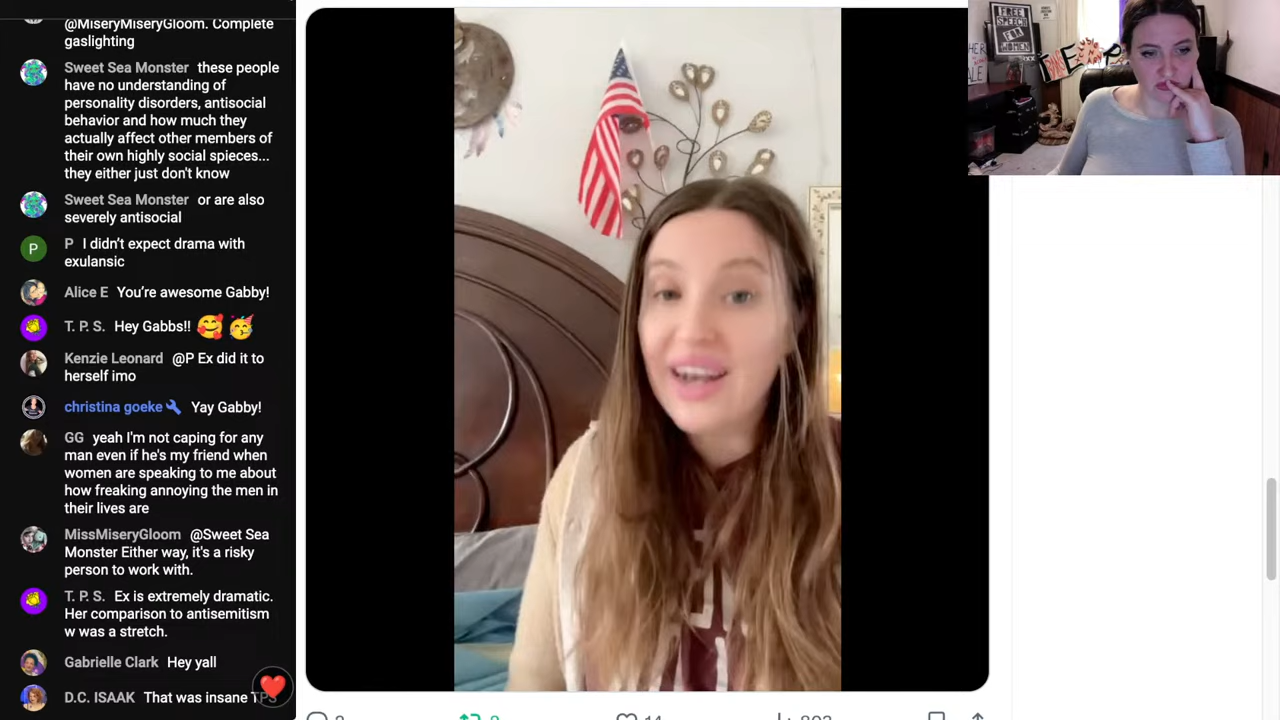 @MiseryMiseryGloom. Complete
gaslighting
Sweet Sea Monster these people
have no understanding of
personality disorders, antisocial
behavior and how much they
actually affect other members of
their own highly social spieces...
they either just don't know
Sweet Sea Monster or are also
severely antisocial
P
P I didn’t expect drama with
exulansic
Alice E You’re awesome Gabby!
T. P. S. Hey Gabbs!! 🥰 🥳
Kenzie Leonard @P Ex did it to
herself imo
christina goeke Yay Gabby!
GG yeah I'm not caping for any
man even if he's my friend when
women are speaking to me about
how freaking annoying the men in
their lives are
MissMiseryGloom @Sweet Sea
Monster Either way, it's a risky
person to work with.
T. P. S. Ex is extremely dramatic.
Her comparison to antisemitism
w was a stretch.
Gabrielle Clark Hey yall
D.C. ISAAK That was insane TPS
FREE
SPEECH
FOR
WOMEN